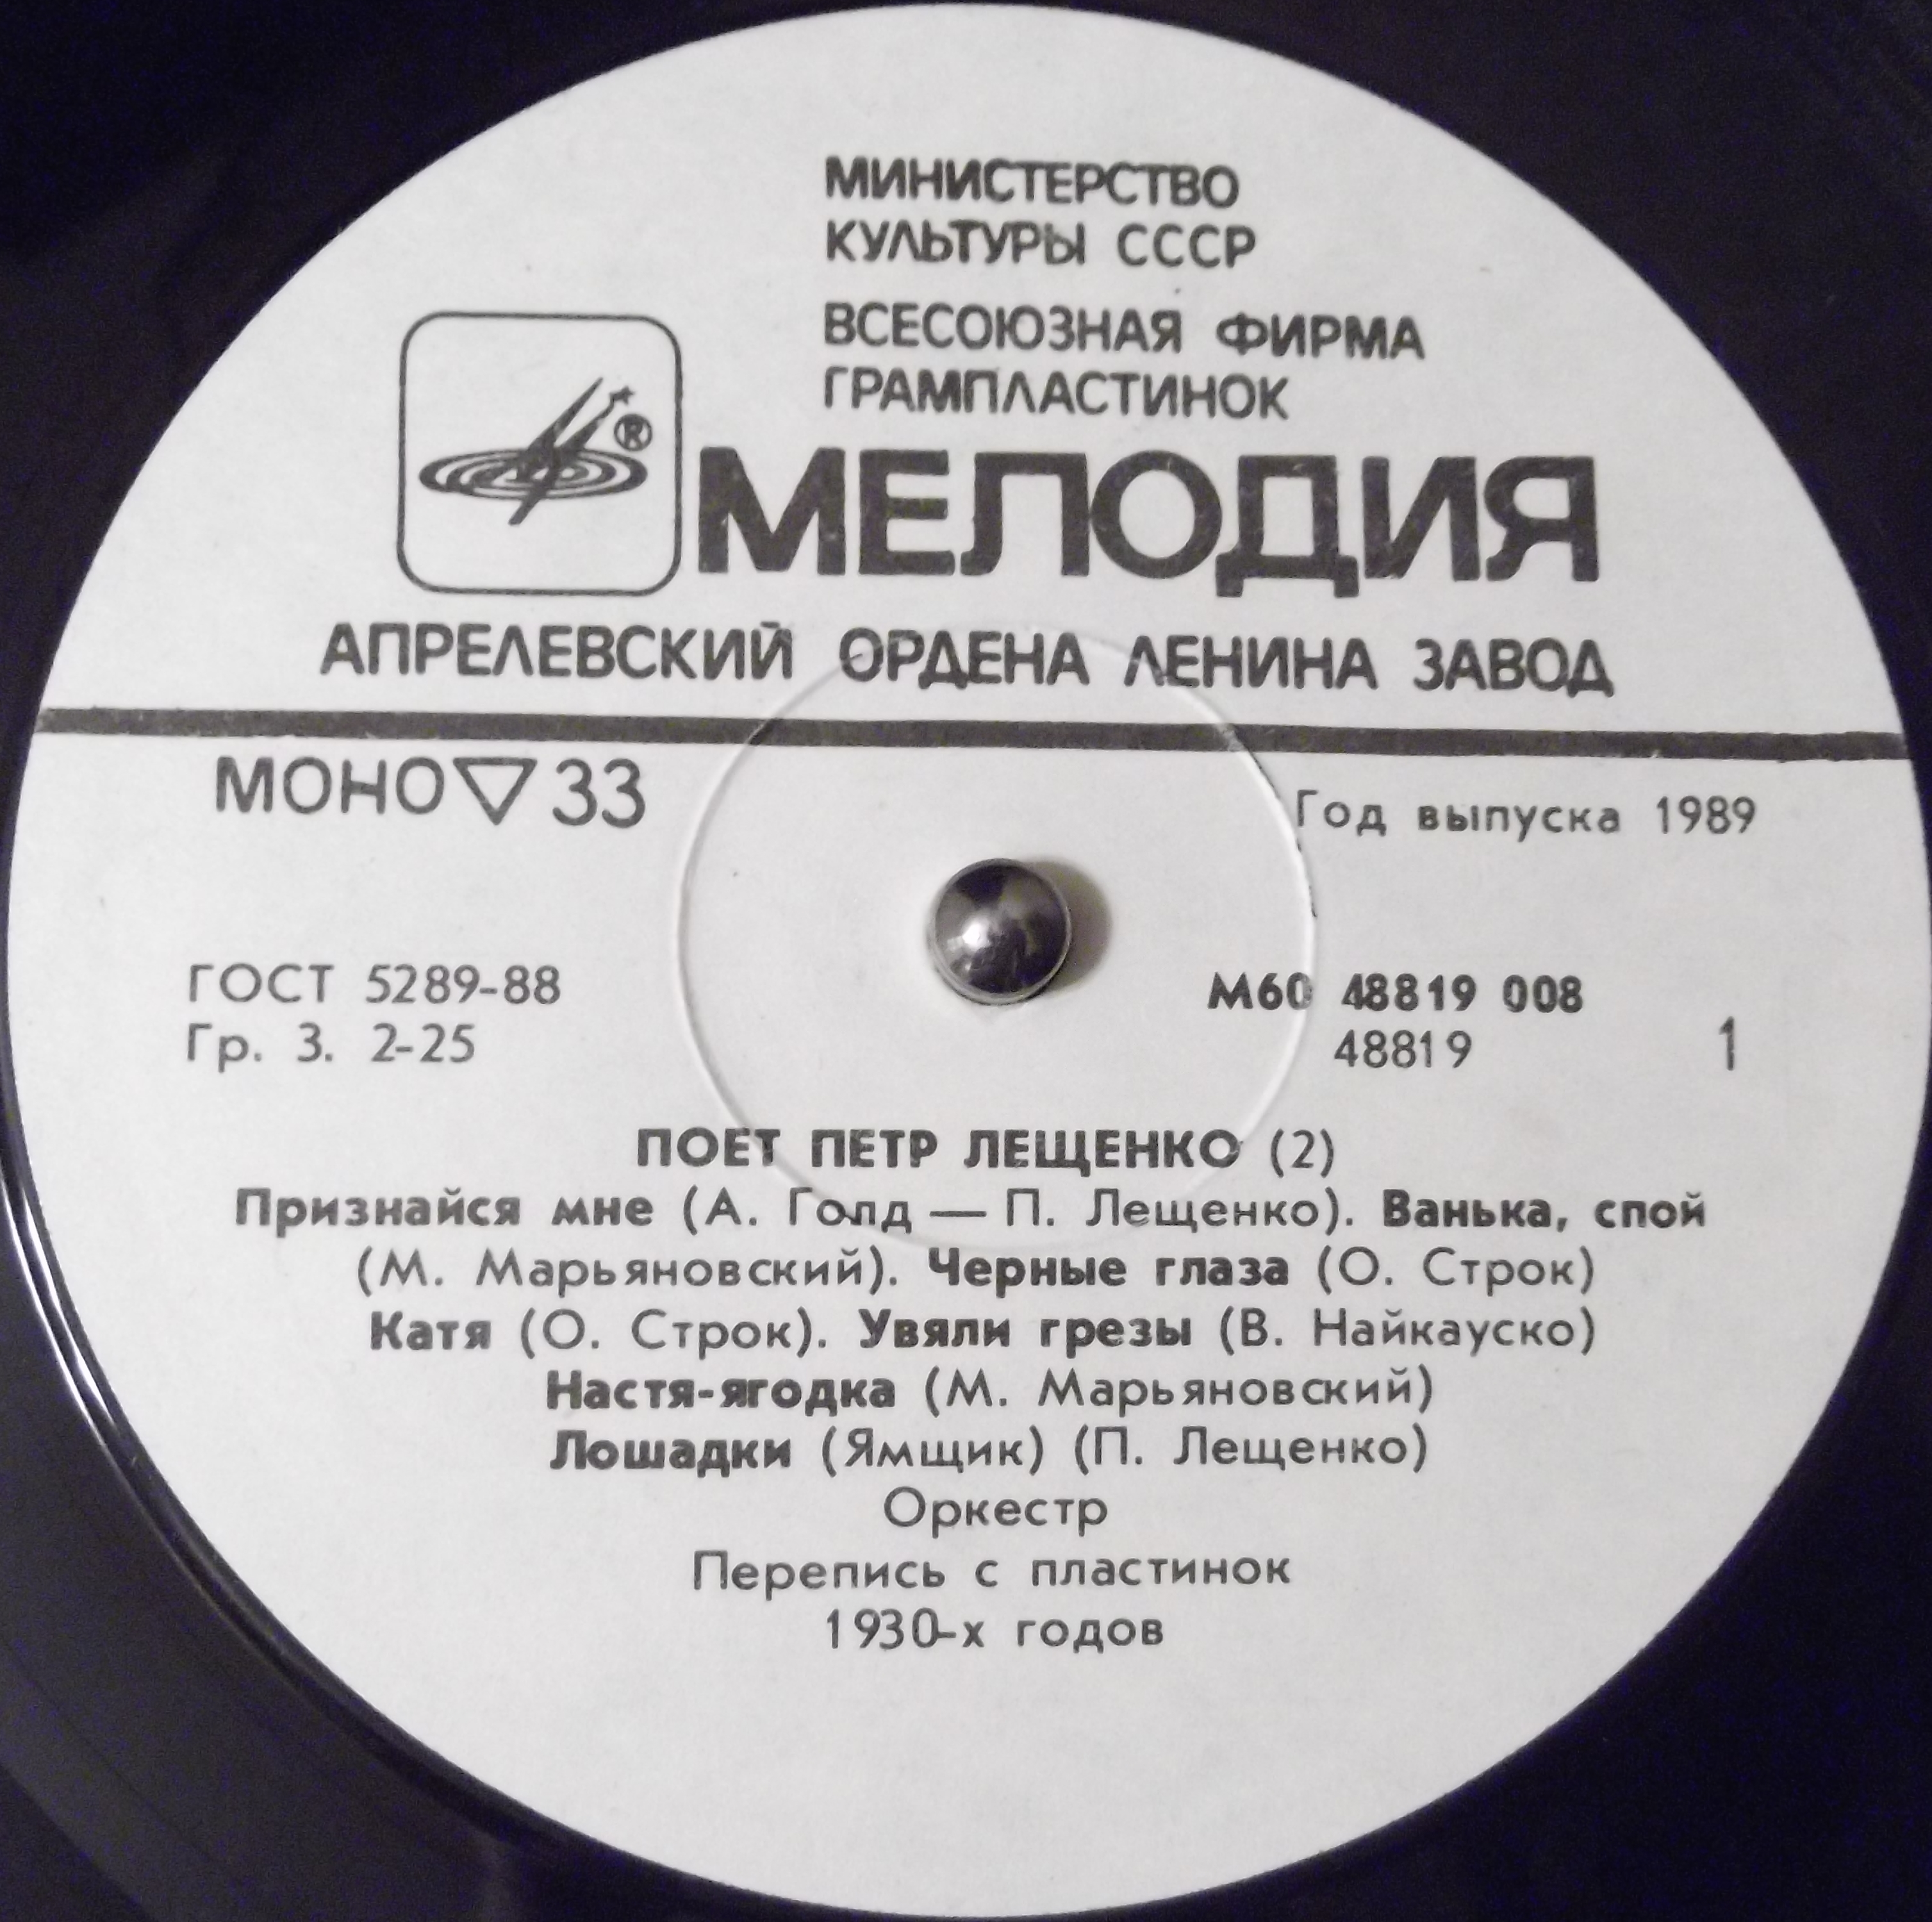 МИНИСТЕРСТВО
КУЛЬТУРЫ СССР
ВСЕСОЮЗНАЯ ФИРМА
ГРАМПЛАСТИНОК
®
МЕЛОДИЯ
АПРЕЛЕВСКИЙ ОРДЕНА ЛЕНИНА ЗАВОД
МОНО ▽ 33
Год выпуска 1989
ГОСТ 5289-88
Гр. 3. 2-25
М60 48819 008
48819
1
ПОЕТ ПЕТР ЛЕЩЕНКО (2)
Признайся мне (А. Голд — П. Лещенко). Ванька, спой
(М. Марьяновский). Черные глаза (О. Строк)
Катя (О. Строк). Увяли грезы (В. Найкауско)
Настя-ягодка (М. Марьяновский)
Лошадки (Ямщик) (П. Лещенко)
Оркестр
Перепись с пластинок
1930-х годов